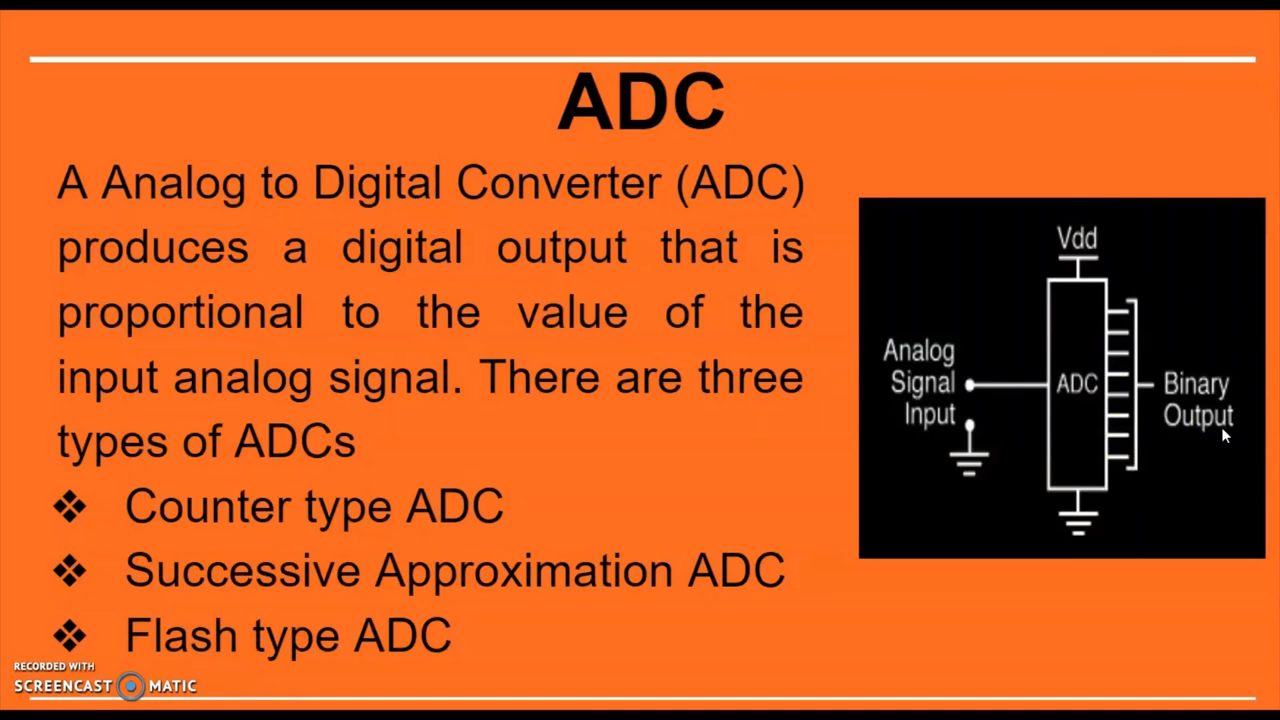 ADC
A Analog to Digital Converter (ADC)
produces a digital output that is
proportional to the value of the
input analog signal. There are three
types of ADCs
❖ Counter type ADC
❖ Successive Approximation ADC
❖ Flash type ADC
Vdd
Analog
Signal
Input
ADC
Binary
Output
RECORDED WITH
SCREENCAST MATIC